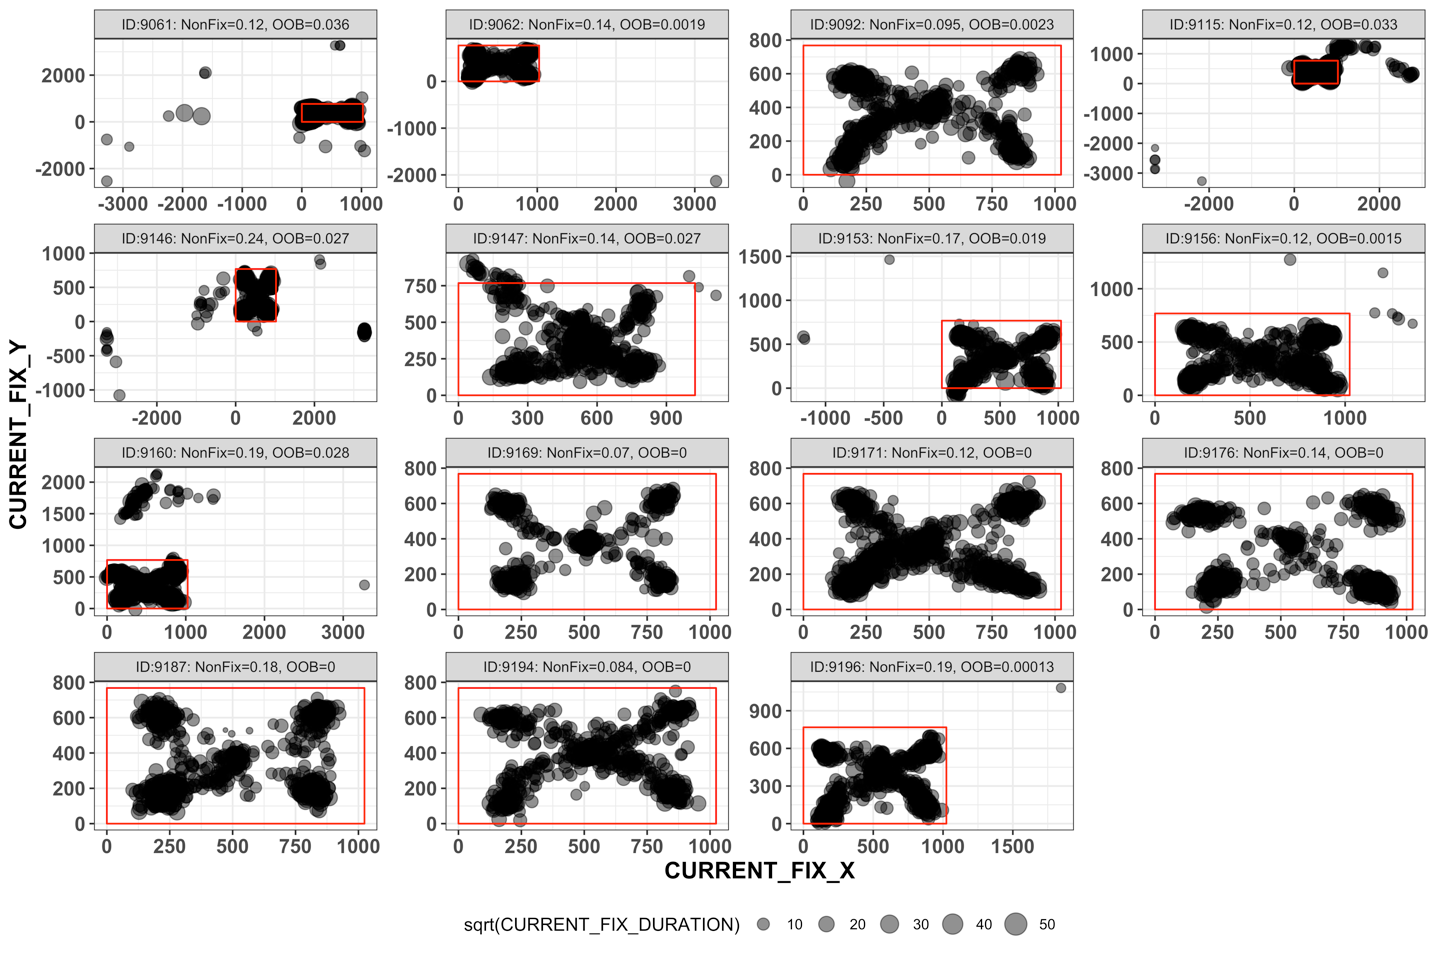 ID:9061: NonFix=0.12, OOB=0.036
ID:9062: NonFix=0.14, OOB=0.0019
ID:9092: NonFix=0.095, OOB=0.0023
ID:9115: NonFix=0.12, OOB=0.033
2000
0
-2000
-3000 -2000 -1000 0 1000
0
-1000
-2000
0 1000 2000 3000
800
600
400
200
0
0 250 500 750 1000
1000
0
-1000
-2000
-3000
-2000 0 2000
ID:9146: NonFix=0.24, OOB=0.027
ID:9147: NonFix=0.14, OOB=0.027
ID:9153: NonFix=0.17, OOB=0.019
ID:9156: NonFix=0.12, OOB=0.0015
1000
500
0
-500
-1000
-2000 0 2000
750
500
250
0
0 300 600 900
1500
1000
500
0
-1000 -500 0 500 1000
1000
500
0
0 500 1000
ID:9160: NonFix=0.19, OOB=0.028
ID:9169: NonFix=0.07, OOB=0
ID:9171: NonFix=0.12, OOB=0
ID:9176: NonFix=0.14, OOB=0
2000
1500
1000
500
0
0 1000 2000 3000
800
600
400
200
0
0 250 500 750 1000
800
600
400
200
0
0 250 500 750 1000
800
600
400
200
0
0 250 500 750 1000
ID:9187: NonFix=0.18, OOB=0
ID:9194: NonFix=0.084, OOB=0
ID:9196: NonFix=0.19, OOB=0.00013
800
600
400
200
0
0 250 500 750 1000
800
600
400
200
0
0 250 500 750 1000
900
600
300
0
0 500 1000 1500
CURRENT_FIX_Y
CURRENT_FIX_X
sqrt(CURRENT_FIX_DURATION) 10 20 30 40 50